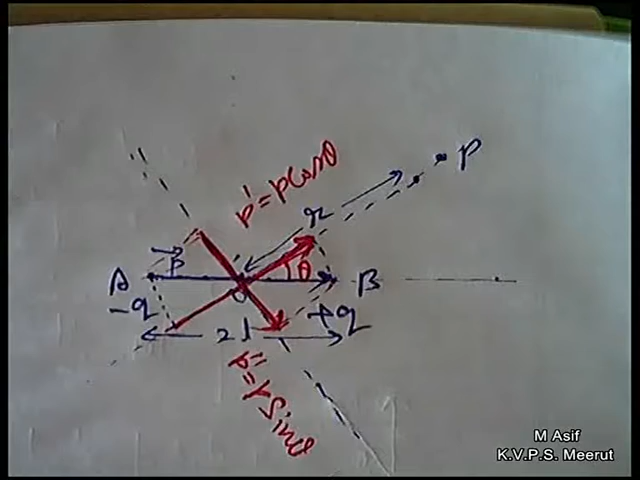 P
p' = p Cos θ
r
p
θ
A
O
B
-q
+q
2l
p" = p Sin θ
M Asif
K.V.P.S. Meerut